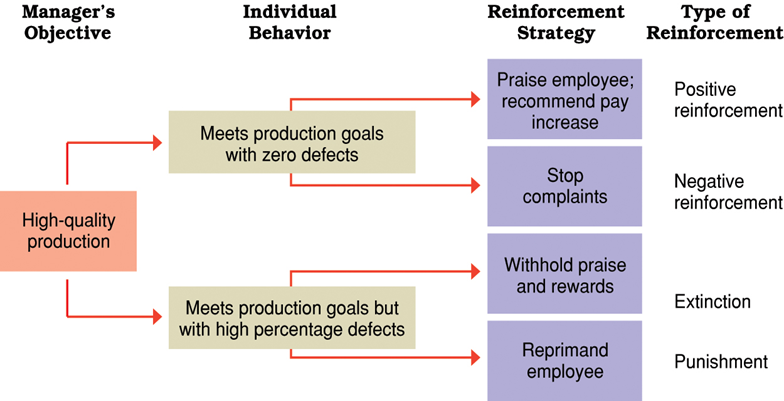 Manager's
Objective
Individual
Behavior
Reinforcement
Strategy
Type of
Reinforcement
High-quality
production
Meets production goals
with zero defects
Praise employee;
recommend pay
increase
Positive
reinforcement
Stop
complaints
Negative
reinforcement
Meets production goals but
with high percentage defects
Withhold praise
and rewards
Extinction
Reprimand
employee
Punishment